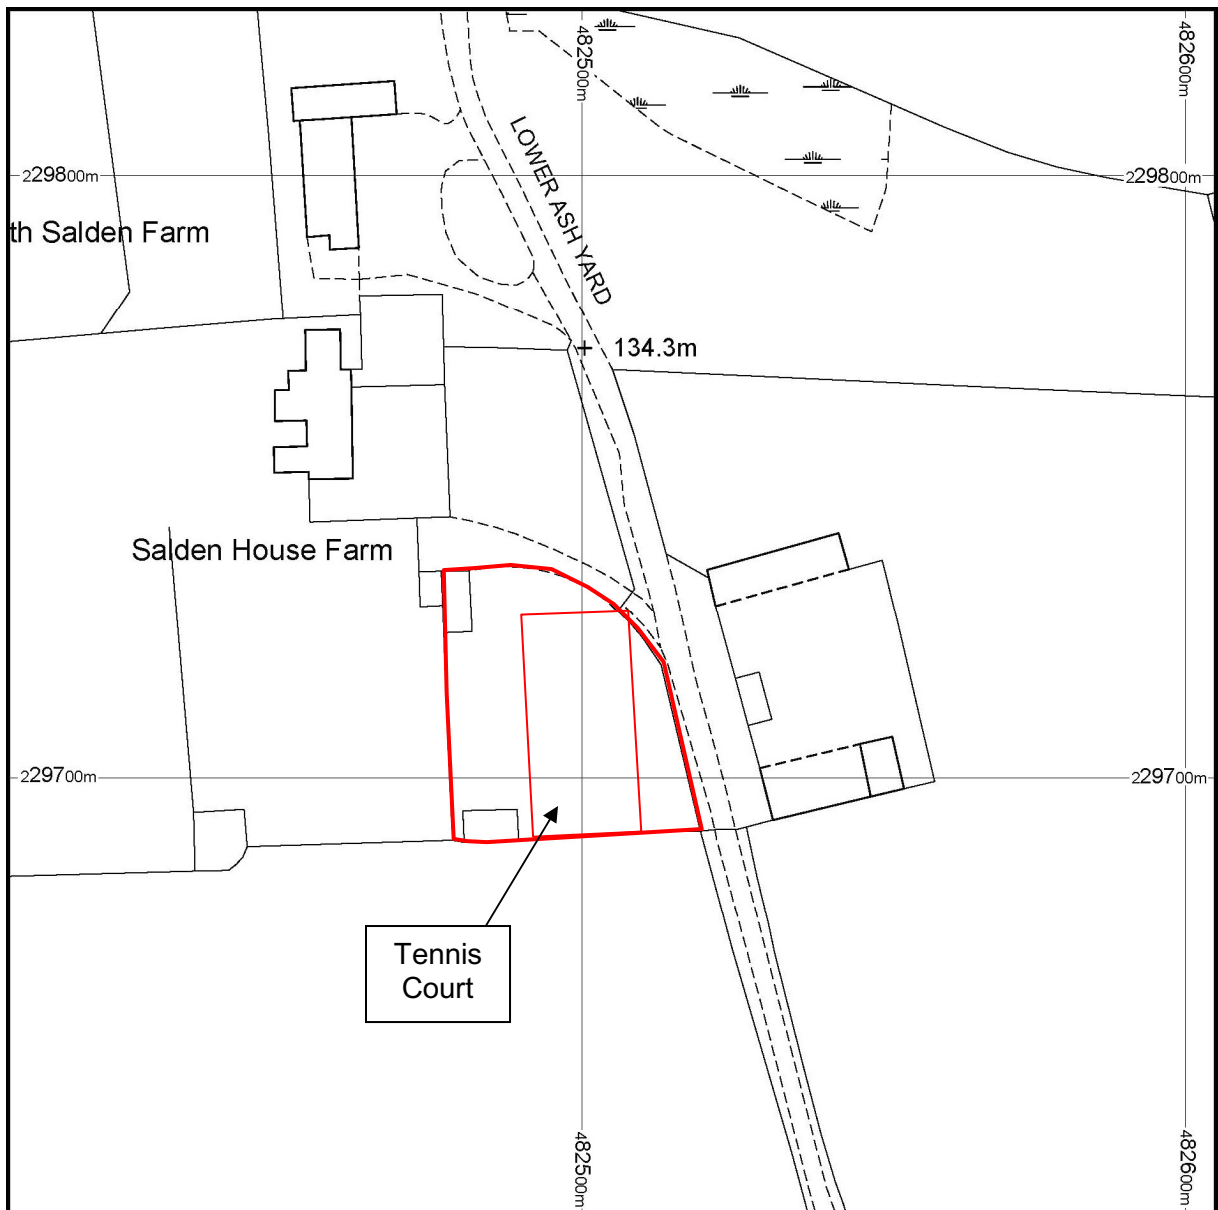 482500m
482600m
LOWER ASH YARD
229800m
229800m
th Salden Farm
134.3m
Salden House Farm
229700m
229700m
Tennis
Court
482500m
482600m